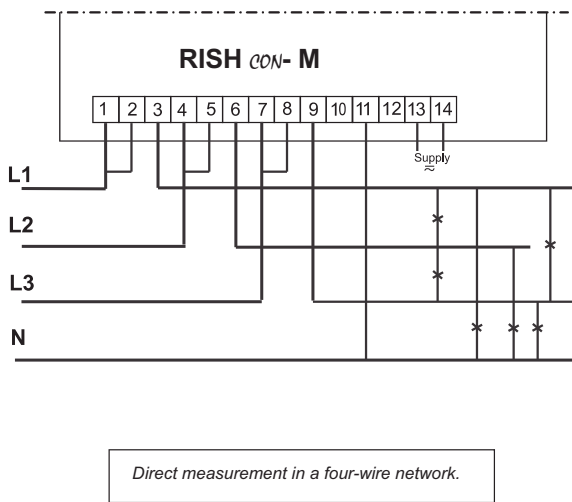 RISH CON- M
1 2 3 4 5 6 7 8 9 10 11 12 13 14
Supply
L1
L2
L3
N
Direct measurement in a four-wire network.